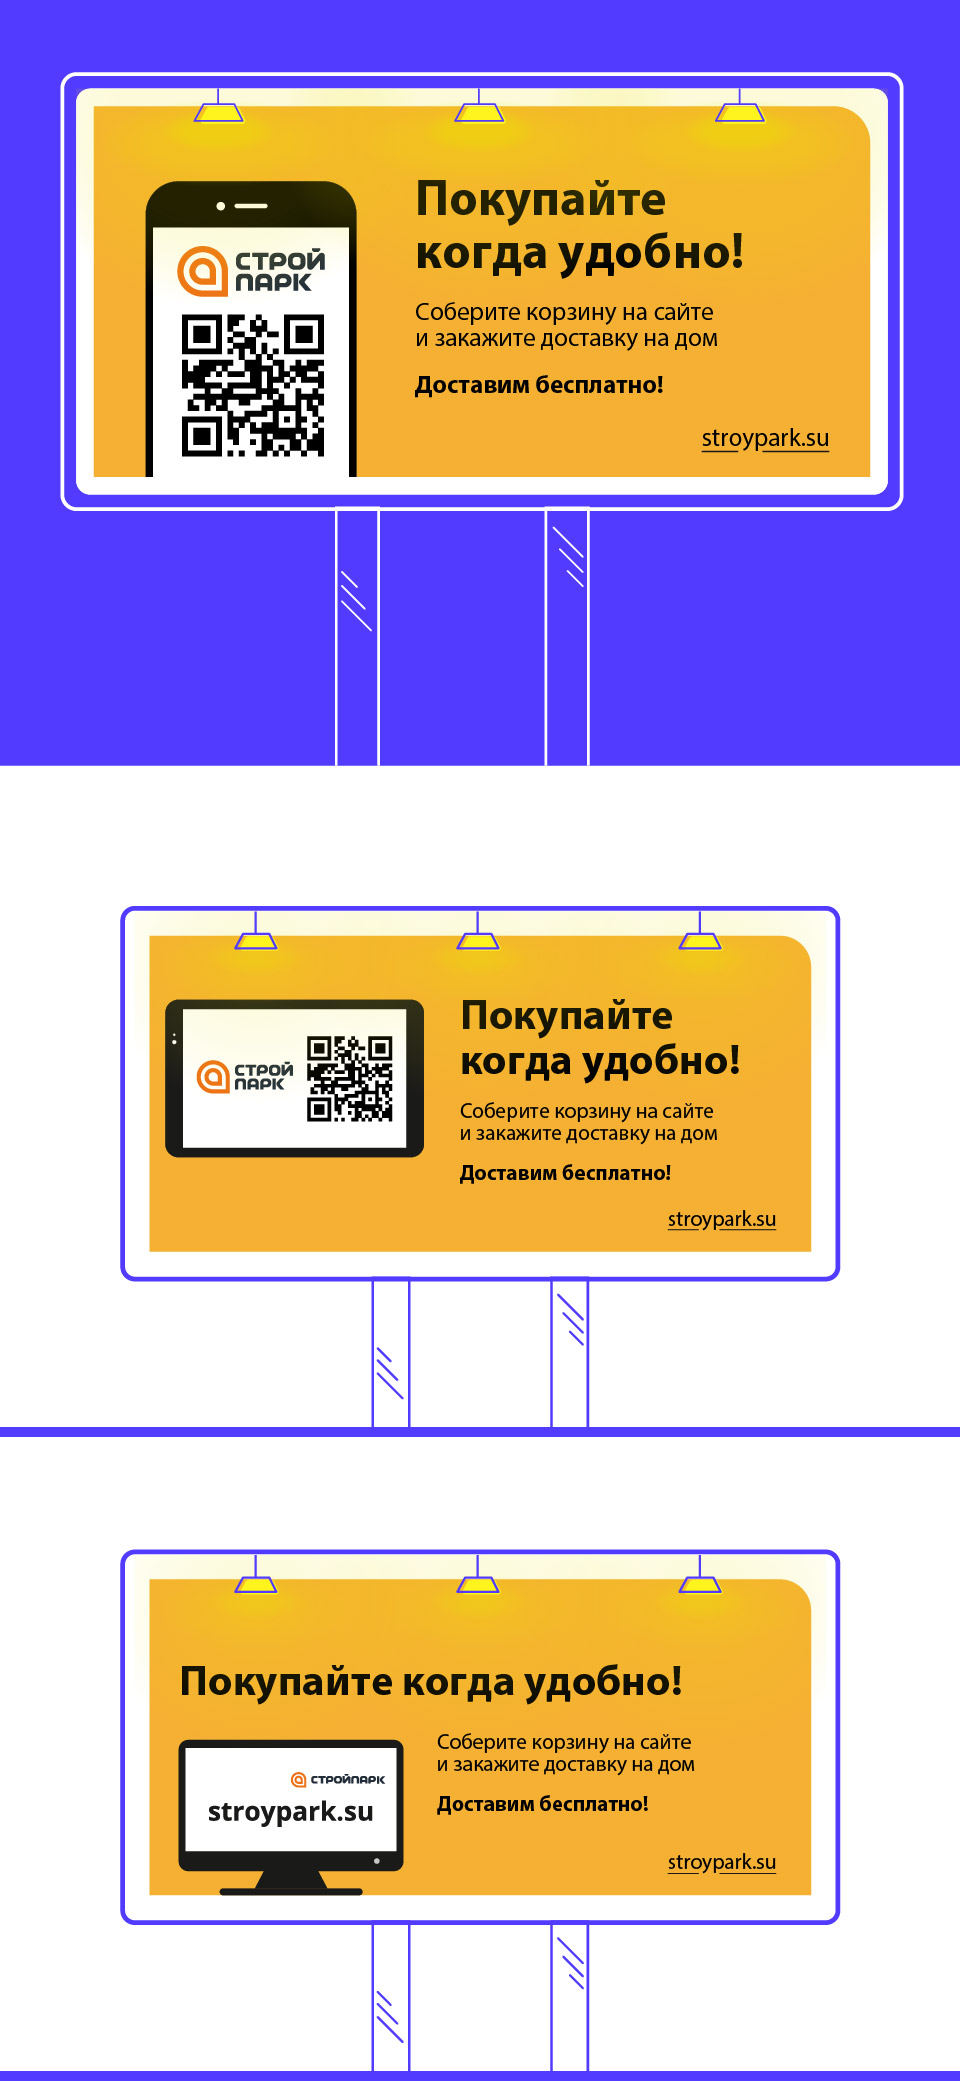 СТРОЙ
ПАРК
Покупайте
когда удобно!
Соберите корзину на сайте
и закажите доставку на дом
Доставим бесплатно!
stroypark.su
СТРОЙ
ПАРК
Покупайте
когда удобно!
Соберите корзину на сайте
и закажите доставку на дом
Доставим бесплатно!
stroypark.su
Покупайте когда удобно!
СТРОЙПАРК
stroypark.su
Соберите корзину на сайте
и закажите доставку на дом
Доставим бесплатно!
stroypark.su